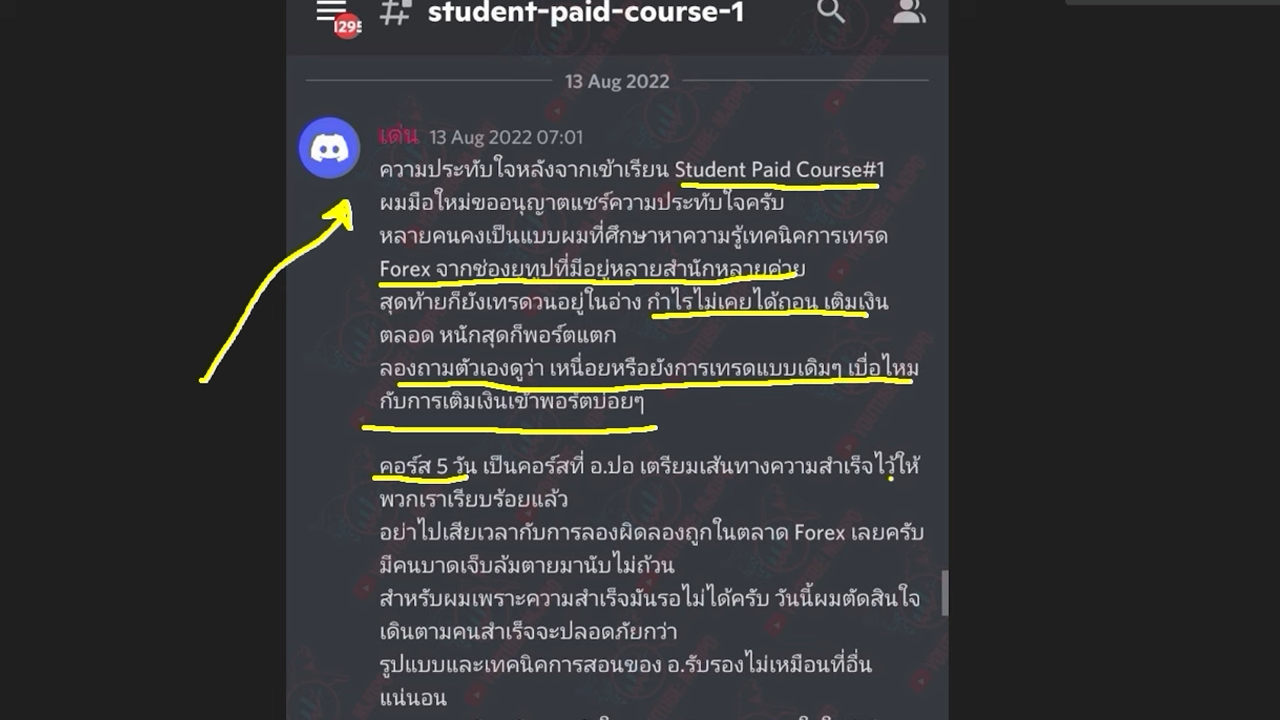 # student-paid-course-1
1295
13 Aug 2022
เด่น 13 Aug 2022 07:01
ความประทับใจหลังจากเข้าเรียน Student Paid Course#1
ผมมือใหม่ขออนุญาตแชร์ความประทับใจครับ
หลายคนคงเป็นแบบผมที่ศึกษาหาความรู้เทคนิคการเทรด
Forex จากช่องยูทูปที่มีอยู่หลายสำนักหลายค่าย
สุดท้ายก็ยังเทรดวนอยู่ในอ่าง กำไรไม่เคยได้ถอน เติมเงิน
ตลอด หนักสุดก็พอร์ตแตก
ลองถามตัวเองดูว่า เหนื่อยหรือยังการเทรดแบบเดิมๆ เบื่อไหม
กับการเติมเงินเข้าพอร์ตบ่อยๆ
คอร์ส 5 วัน เป็นคอร์สที่ อ.ปอ เตรียมเส้นทางความสำเร็จไว้ให้
พวกเราเรียบร้อยแล้ว
อย่าไปเสียเวลากับการลองผิดลองถูกในตลาด Forex เลยครับ
มีคนบาดเจ็บล้มตายมานับไม่ถ้วน
สำหรับผมเพราะความสำเร็จมันรอไม่ได้ครับ วันนี้ผมตัดสินใจ
เดินตามคนสำเร็จจะปลอดภัยกว่า
รูปแบบและเทคนิคการสอนของ อ.รับรองไม่เหมือนที่อื่น
แน่นอน